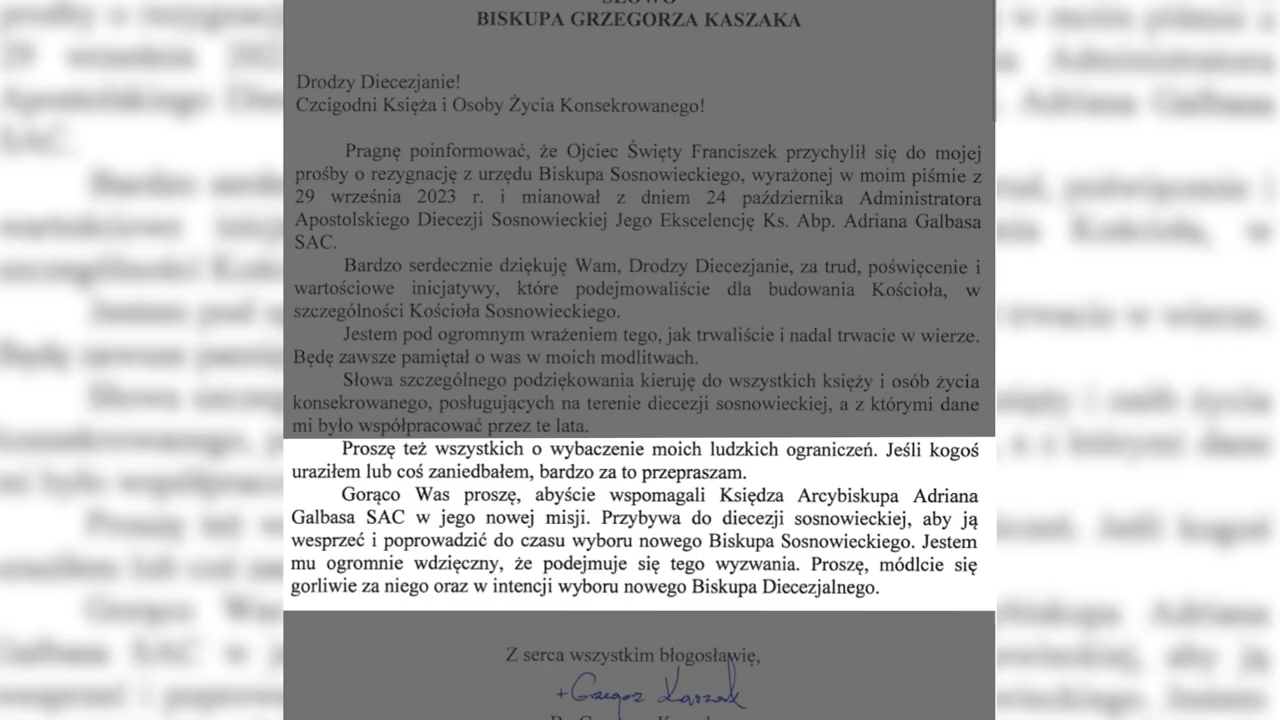 SŁOWO
BISKUPA GRZEGORZA KASZAKA
Drodzy Diecezjanie!
Czcigodni Księża i Osoby Życia Konsekrowanego!
Pragnę poinformować, że Ojciec Święty Franciszek przychylił się do mojej
prośby o rezygnację z urzędu Biskupa Sosnowieckiego, wyrażonej w moim piśmie z
29 września 2023 r. i mianował z dniem 24 października Administratora
Apostolskiego Diecezji Sosnowieckiej Jego Ekscelencję Ks. Abp. Adriana Galbasa
SAC.
Bardzo serdecznie dziękuję Wam, Drodzy Diecezjanie, za trud, poświęcenie i
wartościowe inicjatywy, które podejmowaliście dla budowania Kościoła, w
szczególności Kościoła Sosnowieckiego.
Jestem pod ogromnym wrażeniem tego, jak trwaliście i nadal trwacie w wierze.
Będę zawsze pamiętał o was w moich modlitwach.
Słowa szczególnego podziękowania kieruję do wszystkich księży i osób życia
konsekrowanego, posługujących na terenie diecezji sosnowieckiej, a z którymi dane
mi było współpracować przez te lata.
Proszę też wszystkich o wybaczenie moich ludzkich ograniczeń. Jeśli kogoś
uraziłem lub coś zaniedbałem, bardzo za to przepraszam.
Gorąco Was proszę, abyście wspomagali Księdza Arcybiskupa Adriana
Galbasa SAC w jego nowej misji. Przybywa do diecezji sosnowieckiej, aby ją
wesprzeć i poprowadzić do czasu wyboru nowego Biskupa Sosnowieckiego. Jestem
mu ogromnie wdzięczny, że podejmuje się tego wyzwania. Proszę, módlcie się
gorliwie za niego oraz w intencji wyboru nowego Biskupa Diecezjalnego.
Z serca wszystkim błogosławię,
+ Grzegorz Kaszak